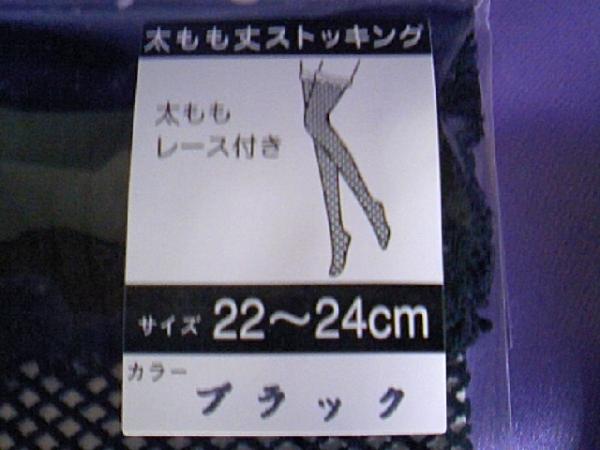 太もも丈ストッキング
太もも
レース付き
サイズ 22～24cm
カラー
ブラック